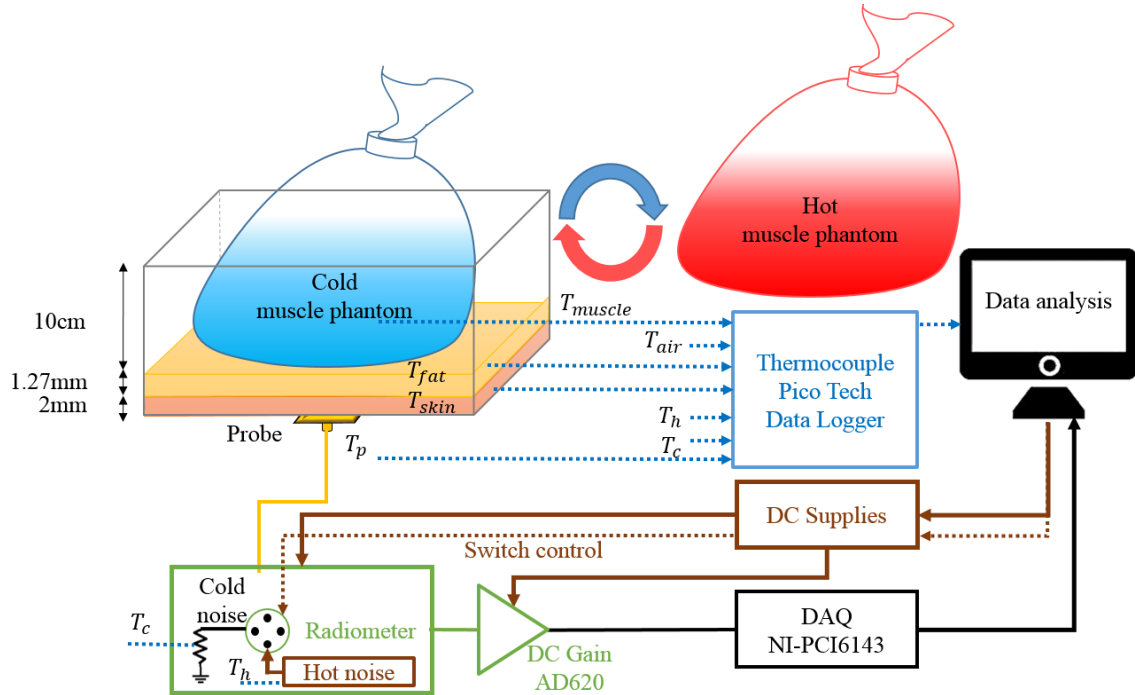 Hot
muscle phantom
Cold
muscle phantom
Data analysis
10cm
1.27mm
2mm
T_muscle
T_air
T_fat
T_skin
T_h
T_c
T_p
Probe
Thermocouple
Pico Tech
Data Logger
DC Supplies
Switch control
Cold
noise
T_c
T_h
Radiometer
Hot noise
DC Gain
AD620
DAQ
NI-PCI6143